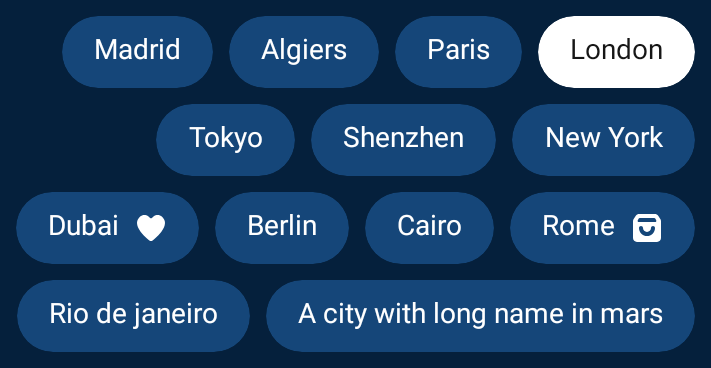 Madrid Algiers Paris London
Tokyo Shenzhen New York
Dubai Berlin Cairo Rome
Rio de janeiro A city with long name in mars